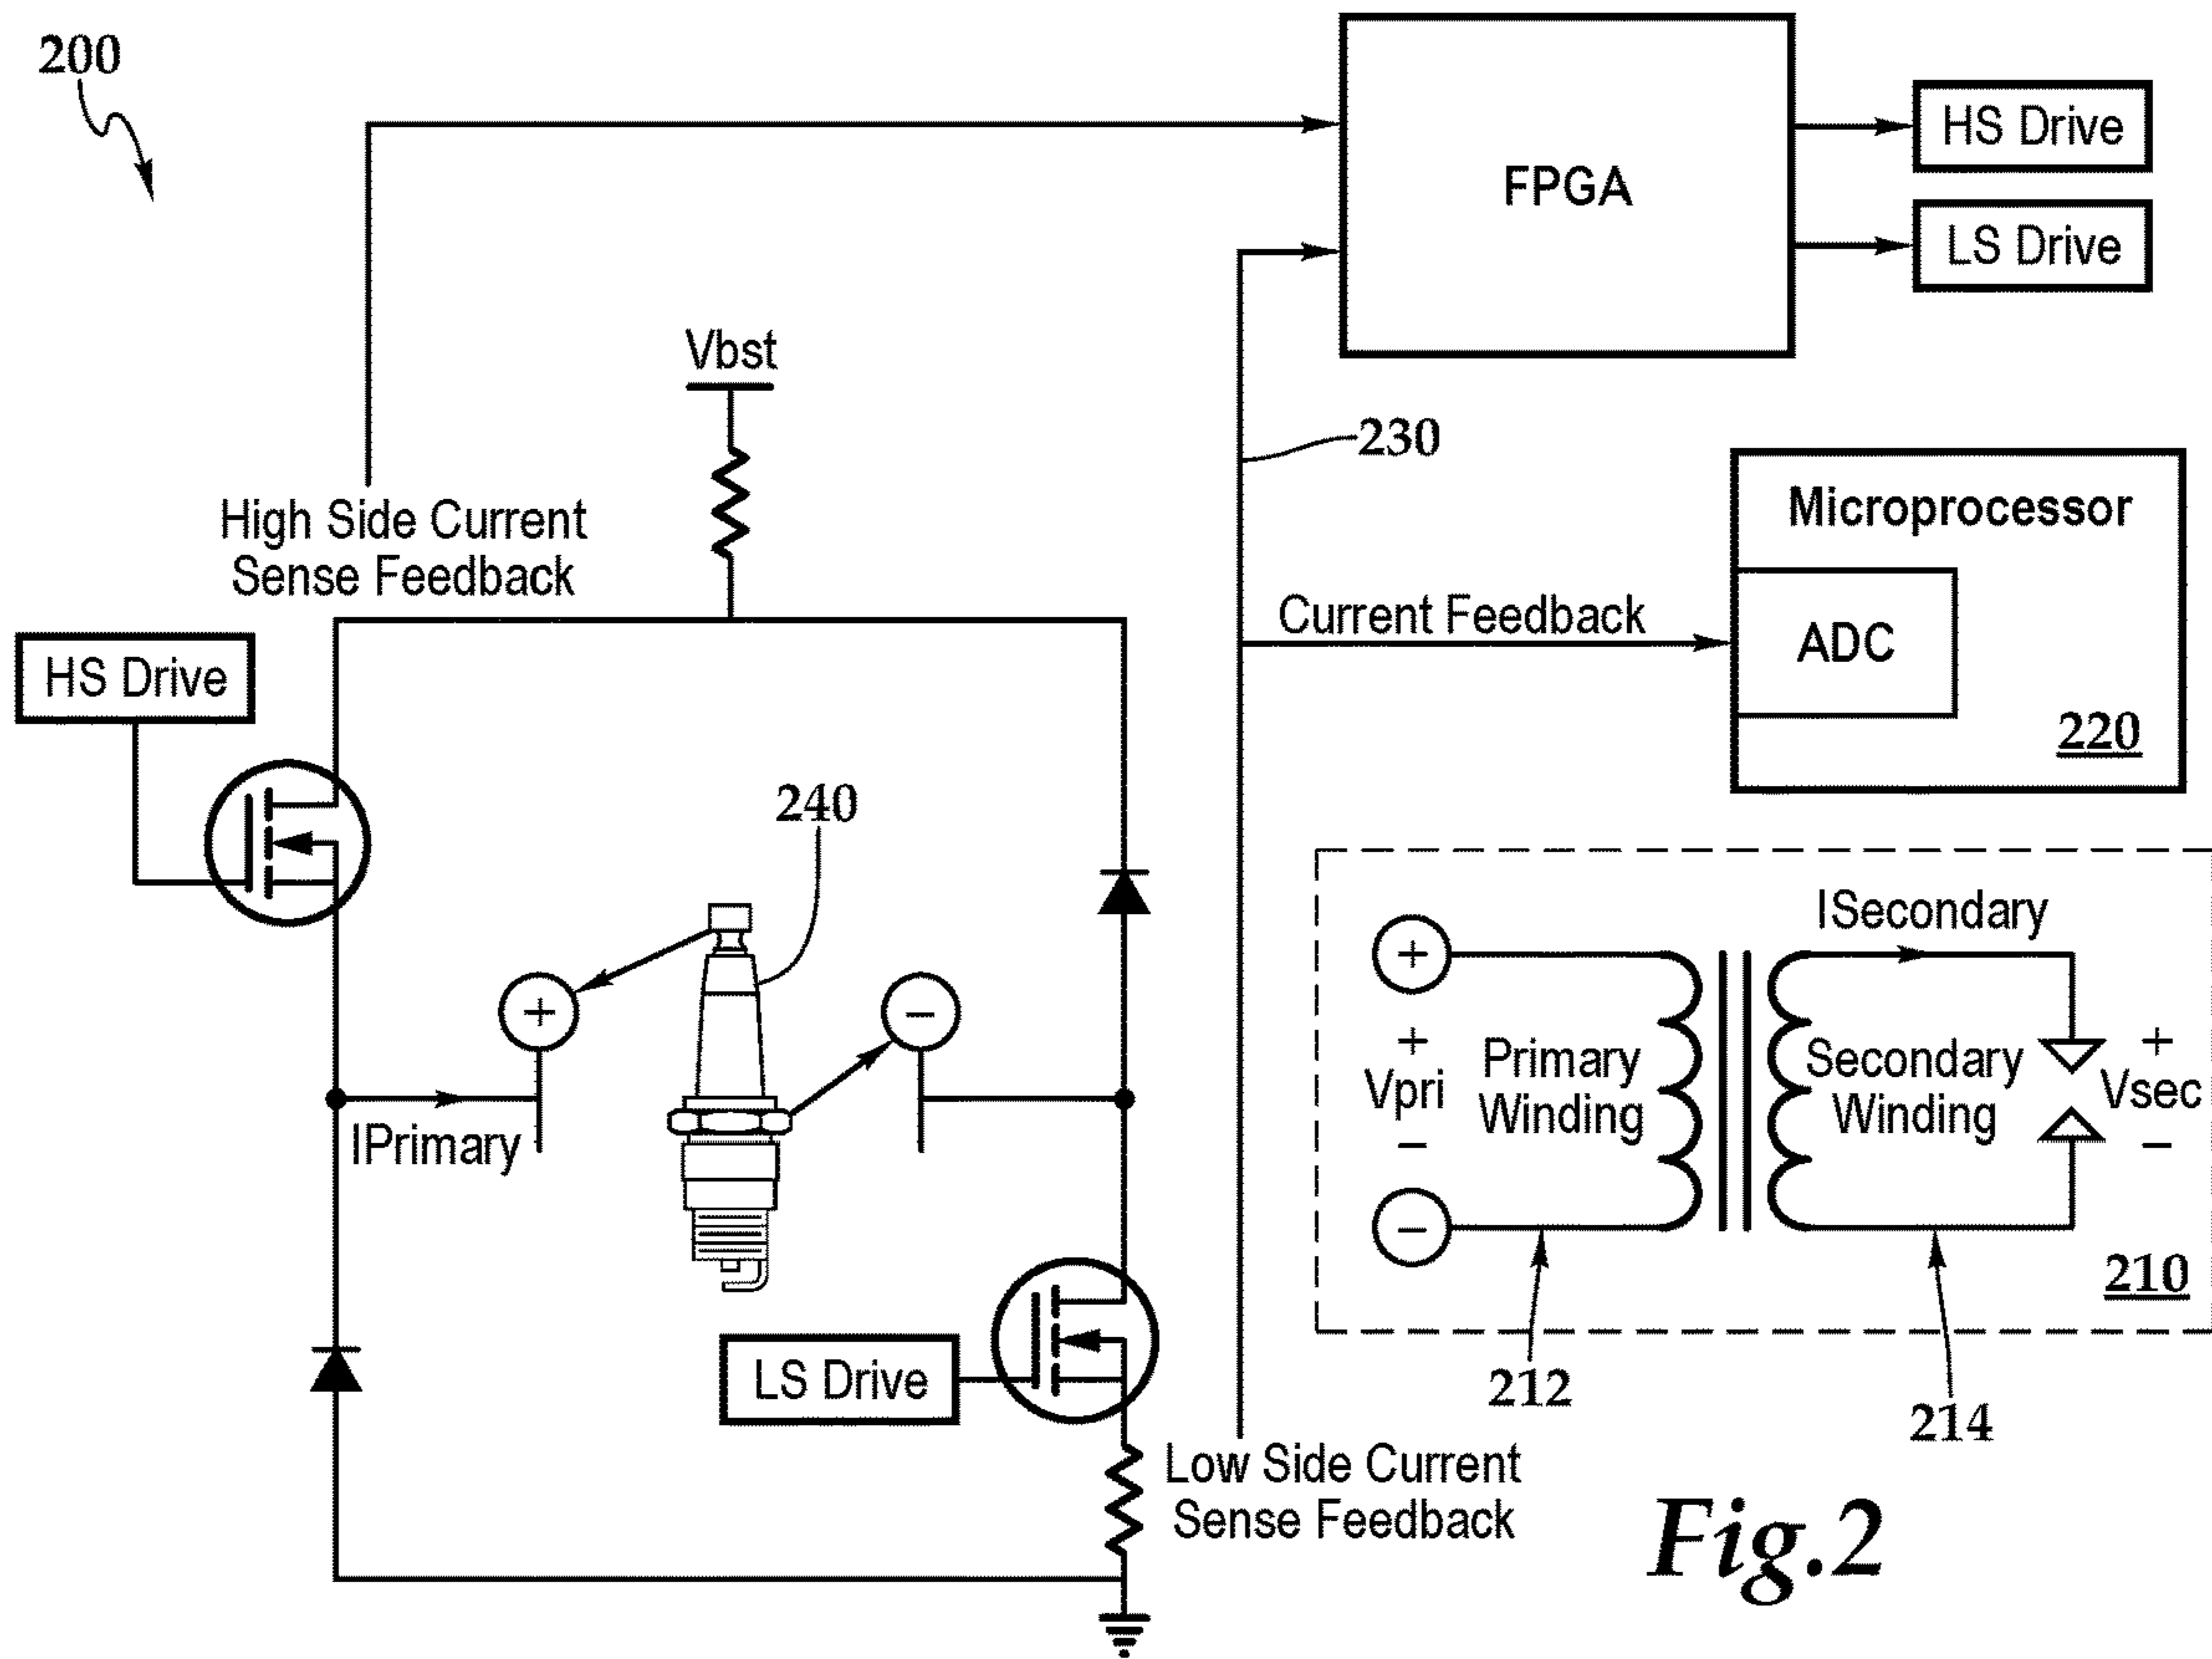 200
FPGA
HS Drive
LS Drive
Vbst
230
High Side Current
Sense Feedback
Microprocessor
ADC
220
Current Feedback
HS Drive
240
+
−
IPrimary
LS Drive
Low Side Current
Sense Feedback
ISecondary
+
+
Vpri
−
−
Primary
Winding
Secondary
Winding
+
Vsec
−
210
212
214
Fig.2